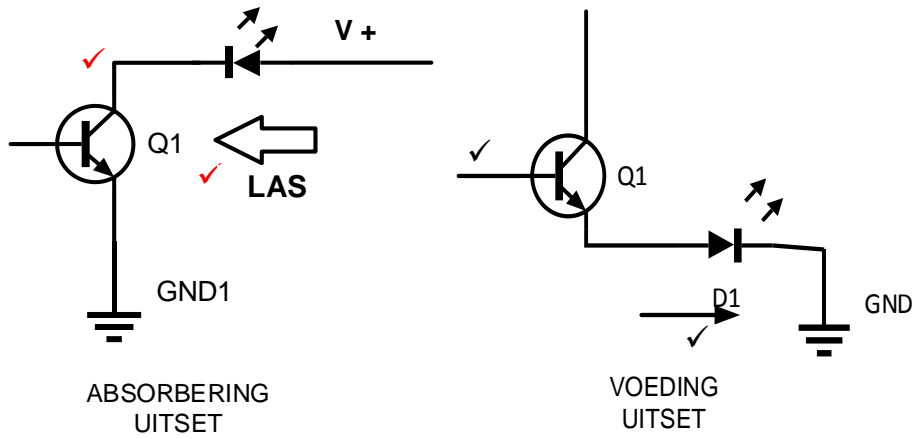 V +
Q1
LAS
GND1
ABSORBERING
UITSET
Q1
D1
GND
VOEDING
UITSET